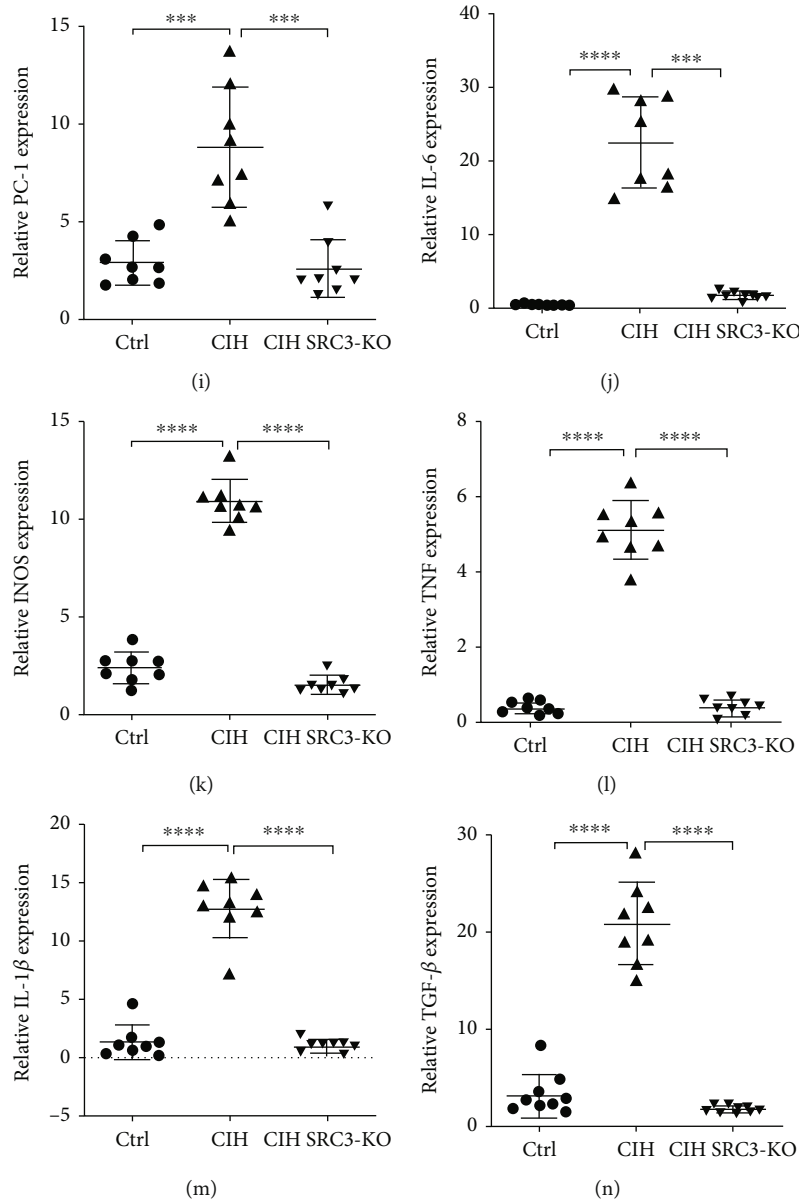 Relative PC-1 expression
15
10
5
0
***
***
Ctrl
CIH
CIH SRC3-KO
(i)
Relative IL-6 expression
40
30
20
10
0
****
***
Ctrl
CIH
CIH SRC3-KO
(j)
Relative INOS expression
15
10
5
0
****
****
Ctrl
CIH
CIH SRC3-KO
(k)
Relative TNF expression
8
6
4
2
0
****
****
Ctrl
CIH
CIH SRC3-KO
(l)
Relative IL-1β expression
20
15
10
5
0
−5
****
****
Ctrl
CIH
CIH SRC3-KO
(m)
Relative TGF-β expression
30
20
10
0
****
****
Ctrl
CIH
CIH SRC3-KO
(n)